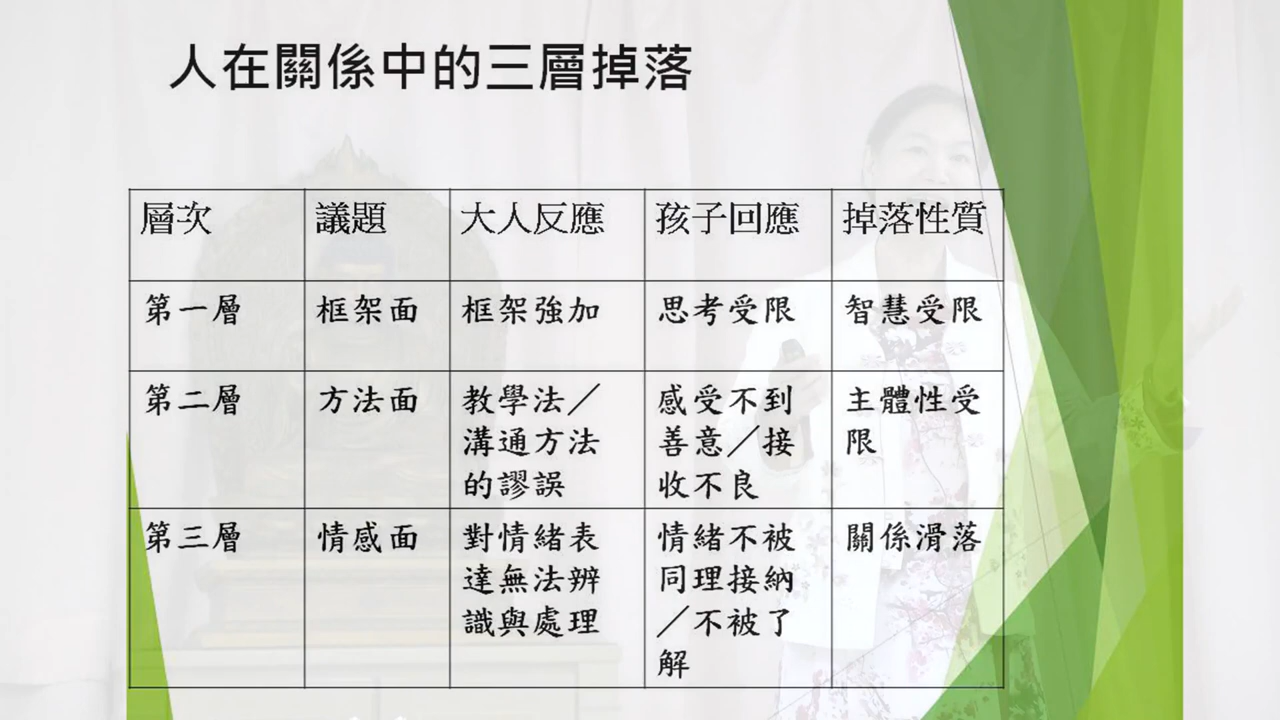 人在關係中的三層掉落
層次 議題 大人反應 孩子回應 掉落性質
第一層 框架面 框架強加 思考受限 智慧受限
第二層 方法面 教學法／ 感受不到 主體性受
溝通方法 善意／接 限
的謬誤 收不良
第三層 情感面 對情緒表 情緒不被 關係滑落
達無法辨 同理接納
識與處理 ／不被了
解